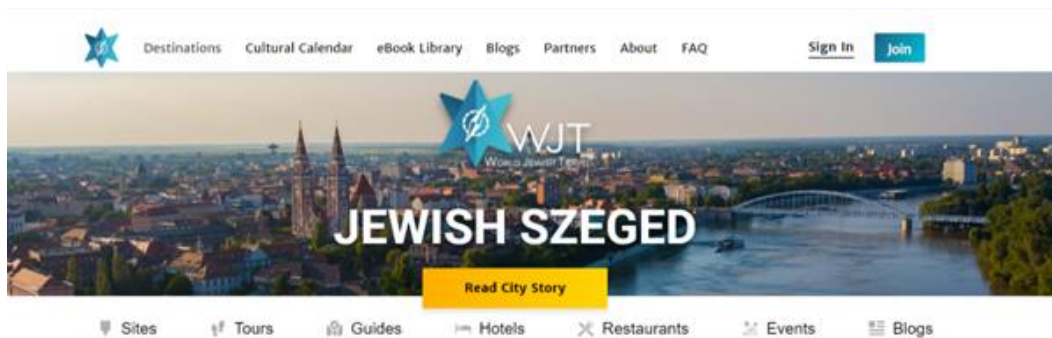 Destinations Cultural Calendar eBook Library Blogs Partners About FAQ Sign In Join
WJT
World Jewish Travel
JEWISH SZEGED
Read City Story
Sites Tours Guides Hotels Restaurants Events Blogs